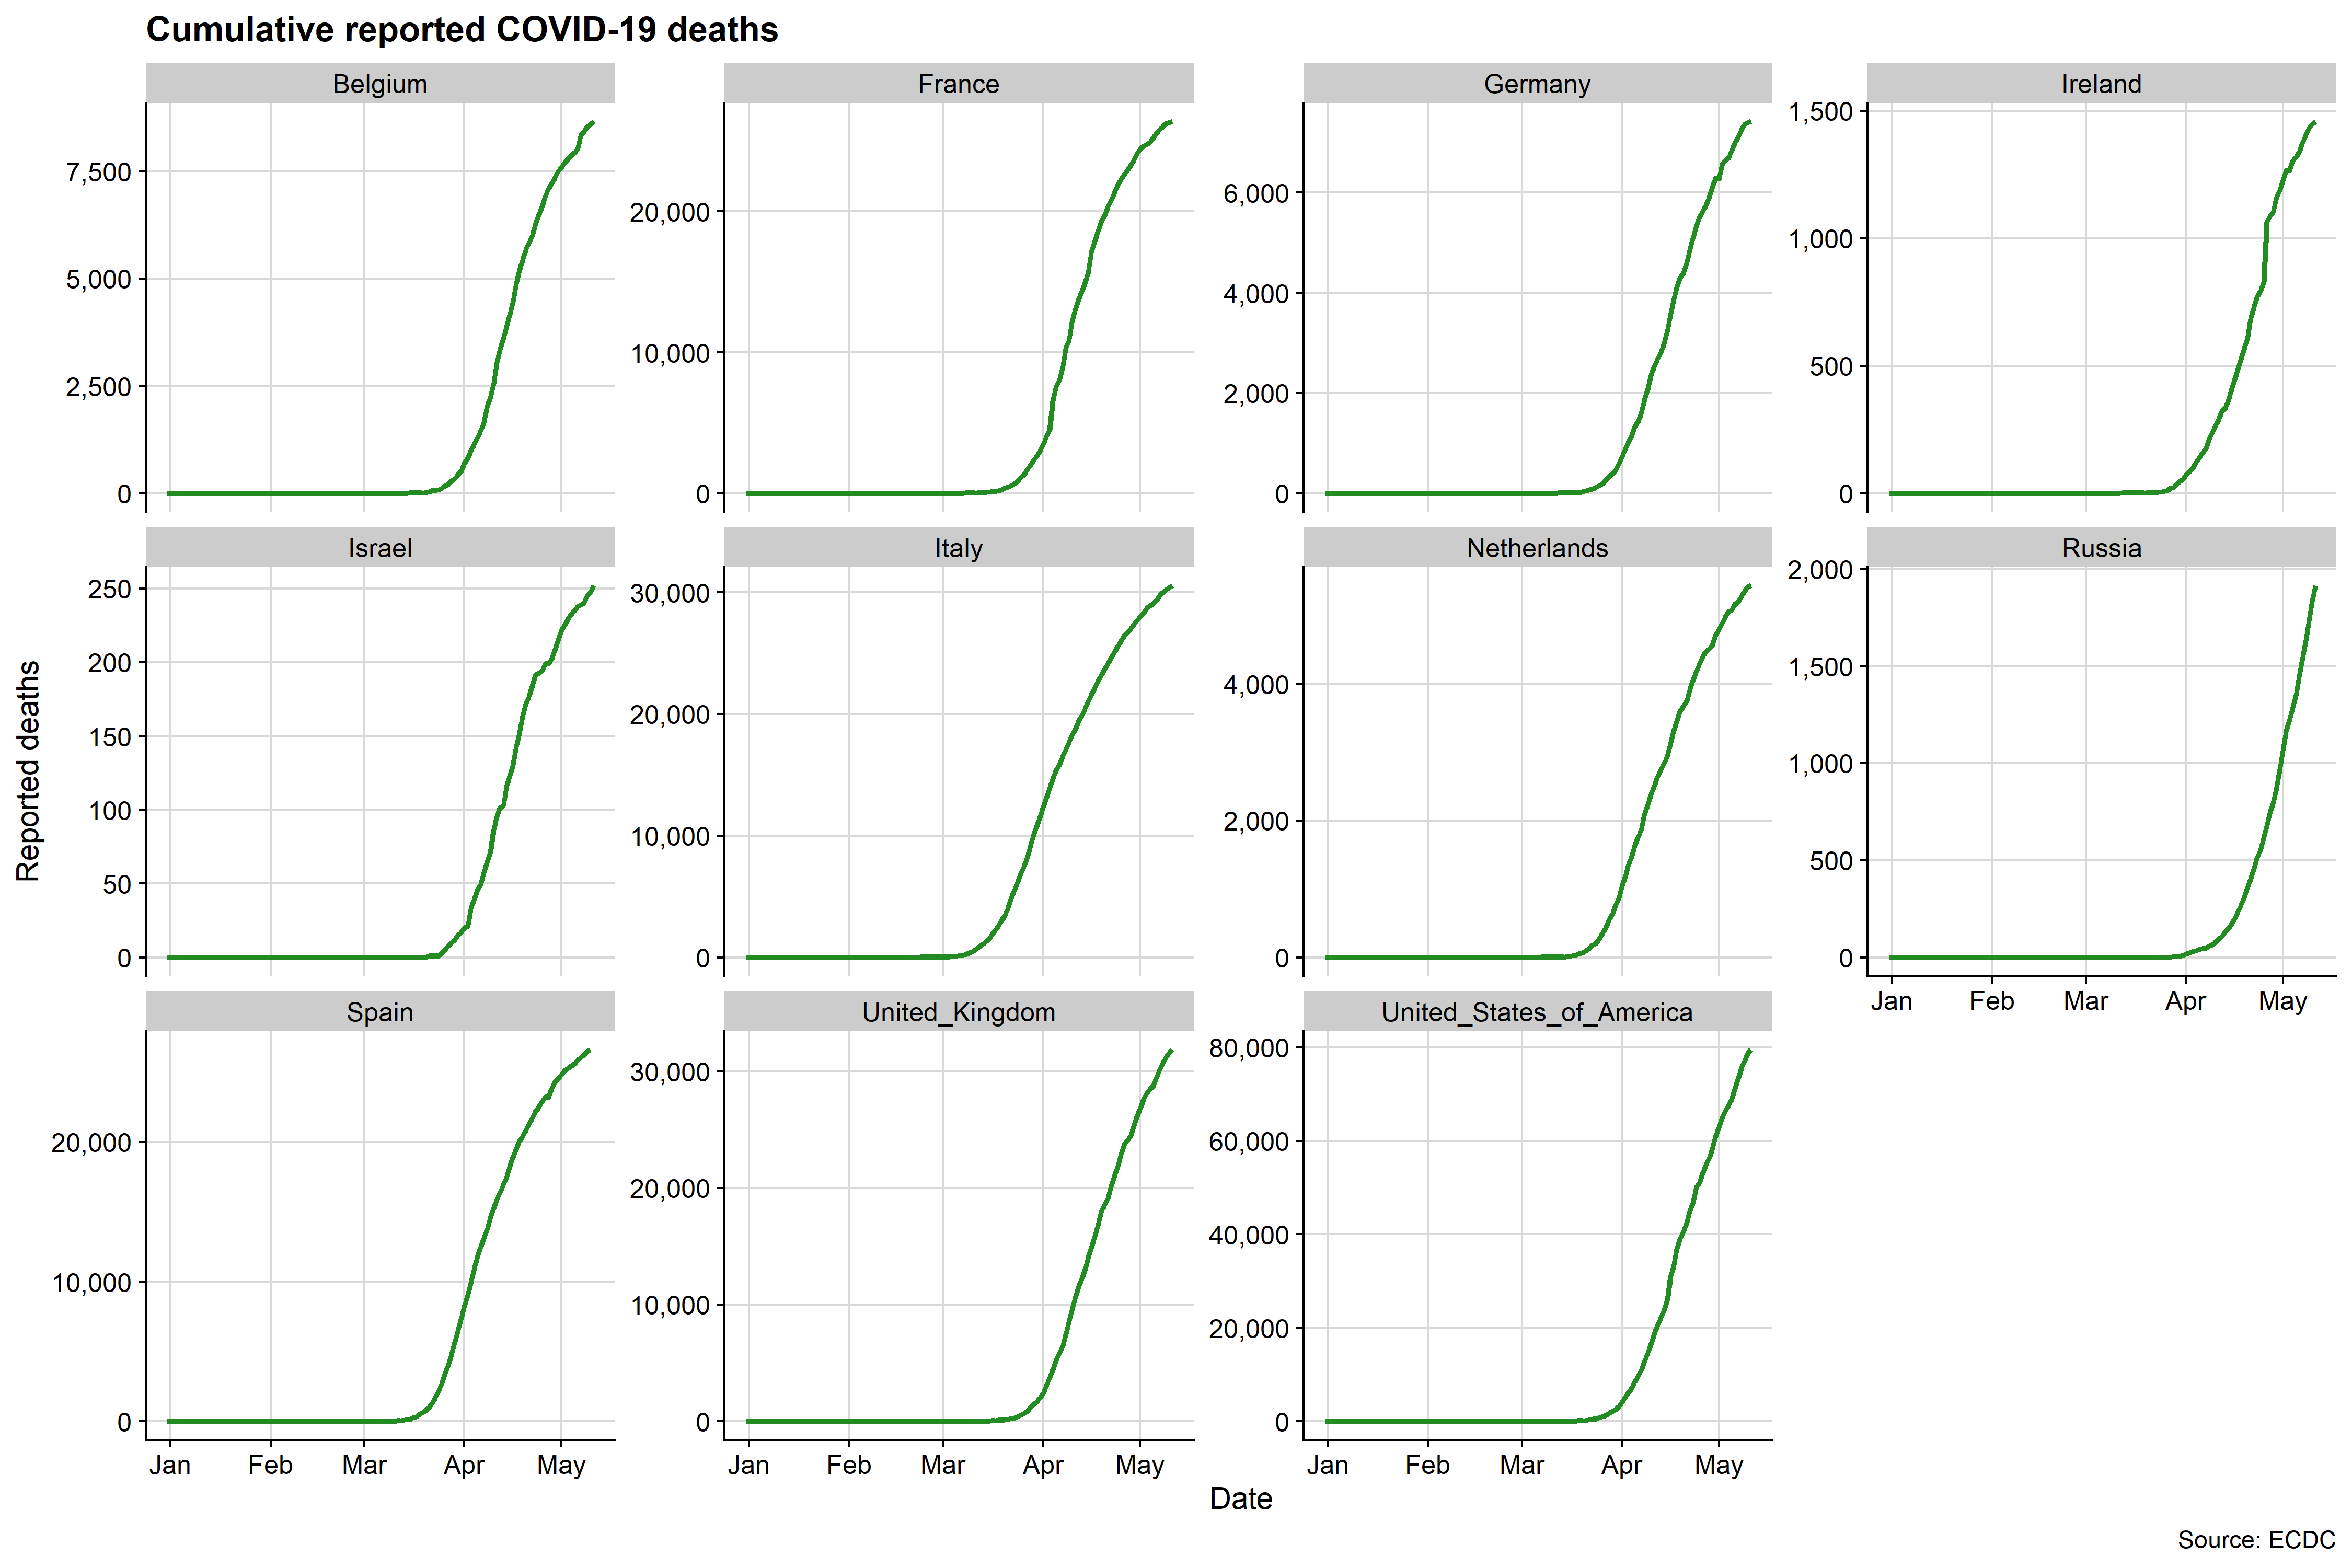 Cumulative reported COVID-19 deaths
Belgium
France
Germany
Ireland
7,500
5,000
2,500
0
20,000
10,000
0
6,000
4,000
2,000
0
1,500
1,000
500
0
Israel
Italy
Netherlands
Russia
250
200
150
100
50
0
30,000
20,000
10,000
0
4,000
2,000
0
2,000
1,500
1,000
500
0
Jan Feb Mar Apr May
Reported deaths
Spain
United_Kingdom
United_States_of_America
20,000
10,000
0
30,000
20,000
10,000
0
80,000
60,000
40,000
20,000
0
Jan Feb Mar Apr May
Jan Feb Mar Apr May
Jan Feb Mar Apr May
Date
Source: ECDC